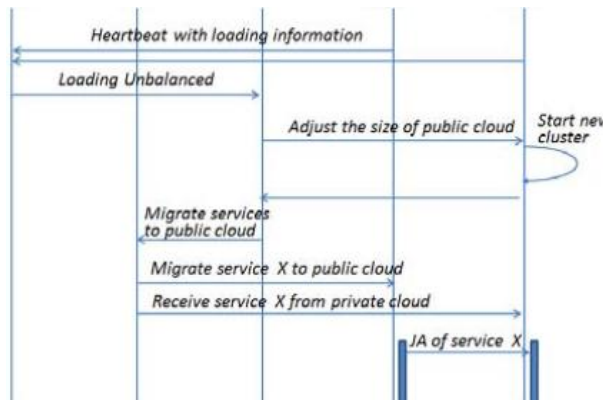 Heartbeat with loading information
Loading Unbalanced
Adjust the size of public cloud
Start new
cluster
Migrate services
to public cloud
Migrate service X to public cloud
Receive service X from private cloud
JA of service X